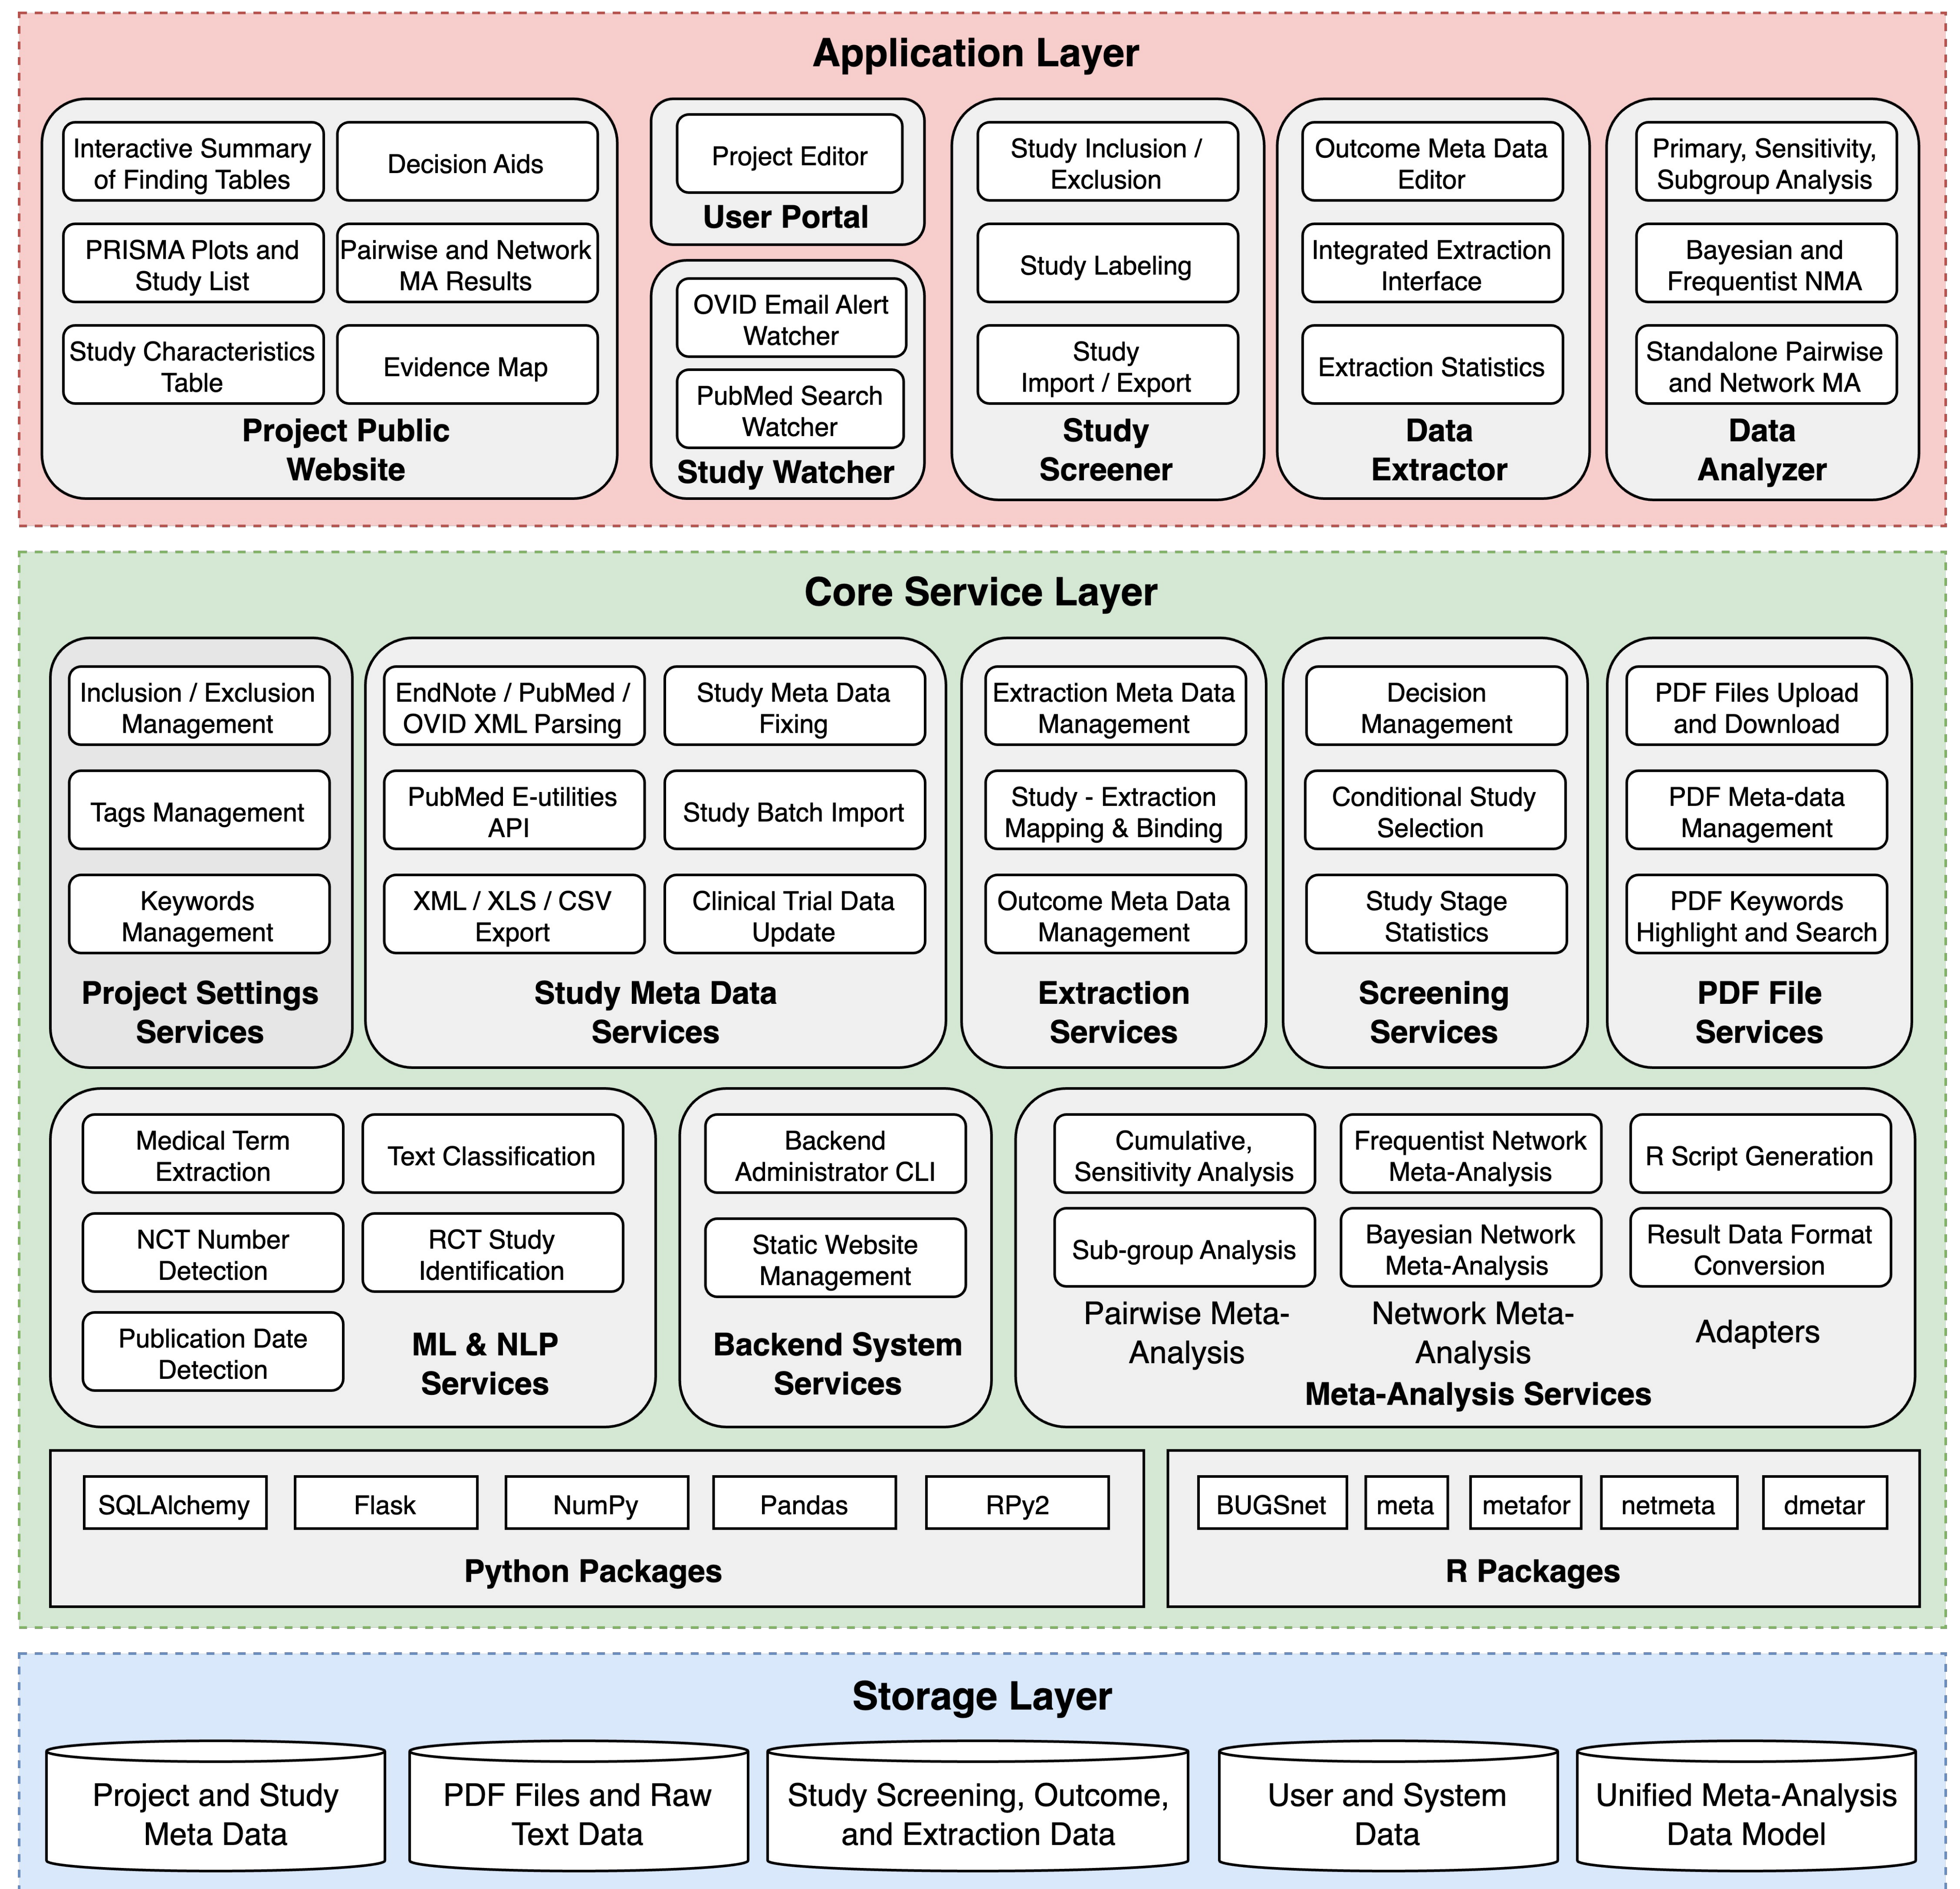 Application Layer
Interactive Summary
of Finding Tables
Decision Aids
PRISMA Plots and
Study List
Pairwise and Network
MA Results
Study Characteristics
Table
Evidence Map
Project Public
Website
Project Editor
User Portal
OVID Email Alert
Watcher
PubMed Search
Watcher
Study Watcher
Study Inclusion /
Exclusion
Study Labeling
Study
Import / Export
Study
Screener
Outcome Meta Data
Editor
Integrated Extraction
Interface
Extraction Statistics
Data
Extractor
Primary, Sensitivity,
Subgroup Analysis
Bayesian and
Frequentist NMA
Standalone Pairwise
and Network MA
Data
Analyzer
Core Service Layer
Inclusion / Exclusion
Management
Tags Management
Keywords
Management
Project Settings
Services
EndNote / PubMed /
OVID XML Parsing
Study Meta Data
Fixing
PubMed E-utilities
API
Study Batch Import
XML / XLS / CSV
Export
Clinical Trial Data
Update
Study Meta Data
Services
Extraction Meta Data
Management
Study - Extraction
Mapping & Binding
Outcome Meta Data
Management
Extraction
Services
Decision
Management
Conditional Study
Selection
Study Stage
Statistics
Screening
Services
PDF Files Upload
and Download
PDF Meta-data
Management
PDF Keywords
Highlight and Search
PDF File
Services
Medical Term
Extraction
Text Classification
NCT Number
Detection
RCT Study
Identification
Publication Date
Detection
ML & NLP
Services
Backend
Administrator CLI
Static Website
Management
Backend System
Services
Cumulative,
Sensitivity Analysis
Sub-group Analysis
Pairwise Meta-
Analysis
Frequentist Network
Meta-Analysis
Bayesian Network
Meta-Analysis
Network Meta-
Analysis
R Script Generation
Result Data Format
Conversion
Adapters
Meta-Analysis Services
SQLAlchemy
Flask
NumPy
Pandas
RPy2
Python Packages
BUGSnet
meta
metafor
netmeta
dmetar
R Packages
Storage Layer
Project and Study
Meta Data
PDF Files and Raw
Text Data
Study Screening, Outcome,
and Extraction Data
User and System
Data
Unified Meta-Analysis
Data Model